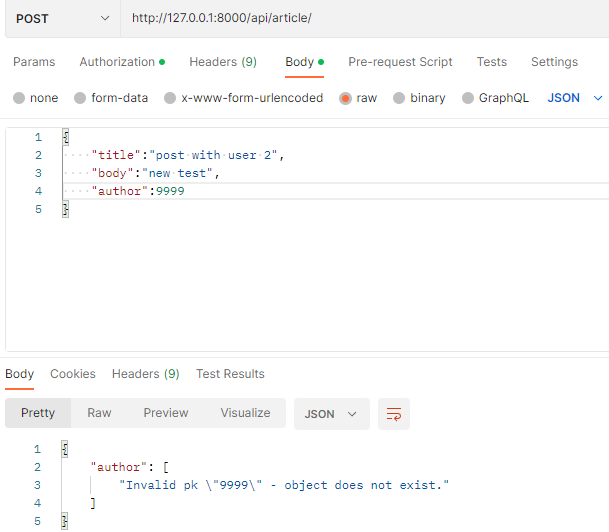 POST http://127.0.0.1:8000/api/article/
Params Authorization Headers (9) Body Pre-request Script Tests Settings
none form-data x-www-form-urlencoded raw binary GraphQL JSON
1 {
2 "title":"post with user 2",
3 "body":"new test",
4 "author":9999
5 }
Body Cookies Headers (9) Test Results
Pretty Raw Preview Visualize JSON
1 {
2 "author": [
3 "Invalid pk \"9999\" - object does not exist."
4 ]
5 }